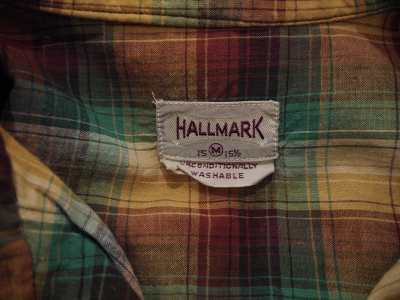 HALLMARK
15 M 15½
UNCONDITIONALLY
WASHABLE